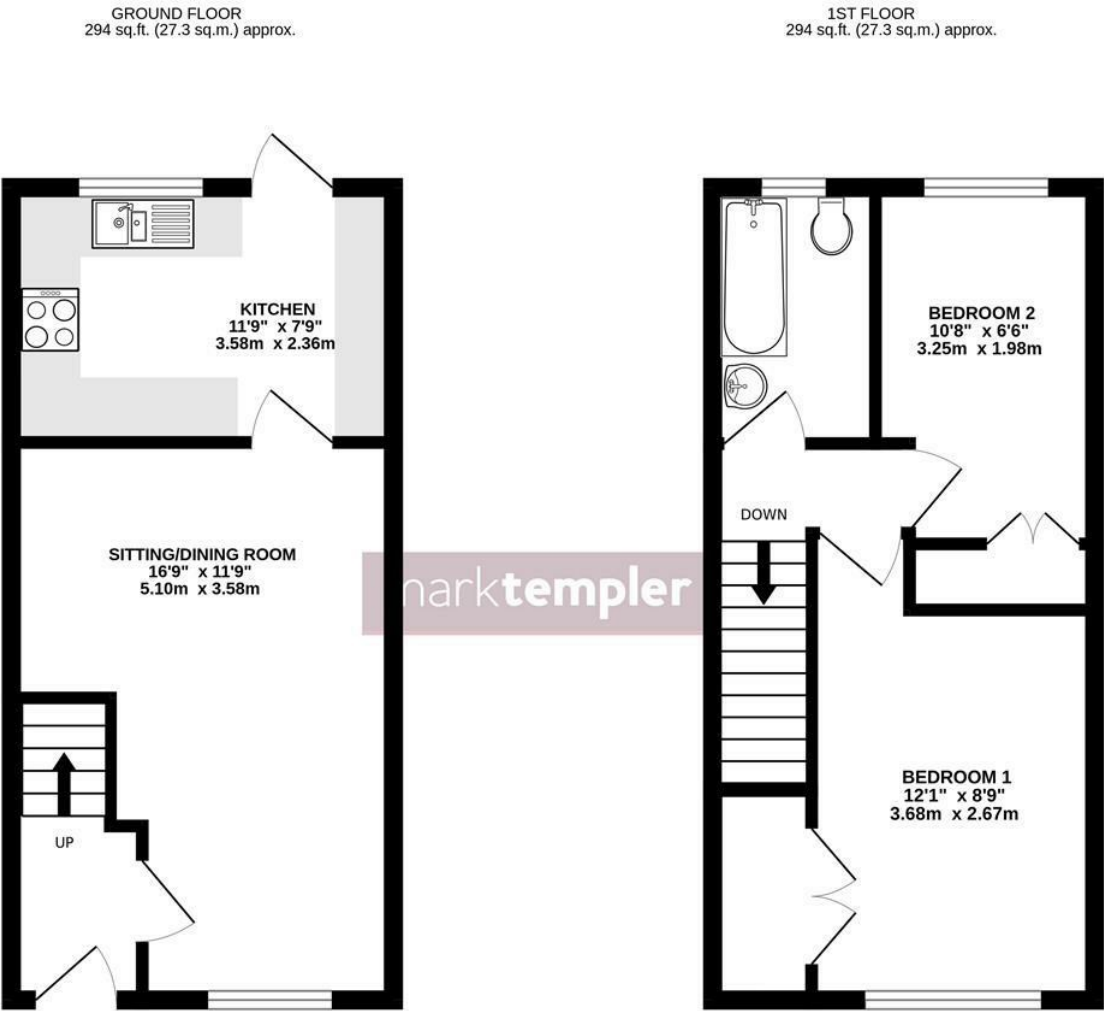 GROUND FLOOR
294 sq.ft. (27.3 sq.m.) approx.
1ST FLOOR
294 sq.ft. (27.3 sq.m.) approx.
KITCHEN
11'9" x 7'9"
3.58m x 2.36m
BEDROOM 2
10'8" x 6'6"
3.25m x 1.98m
DOWN
SITTING/DINING ROOM
16'9" x 11'9"
5.10m x 3.58m
marktempler
BEDROOM 1
12'1" x 8'9"
3.68m x 2.67m
UP